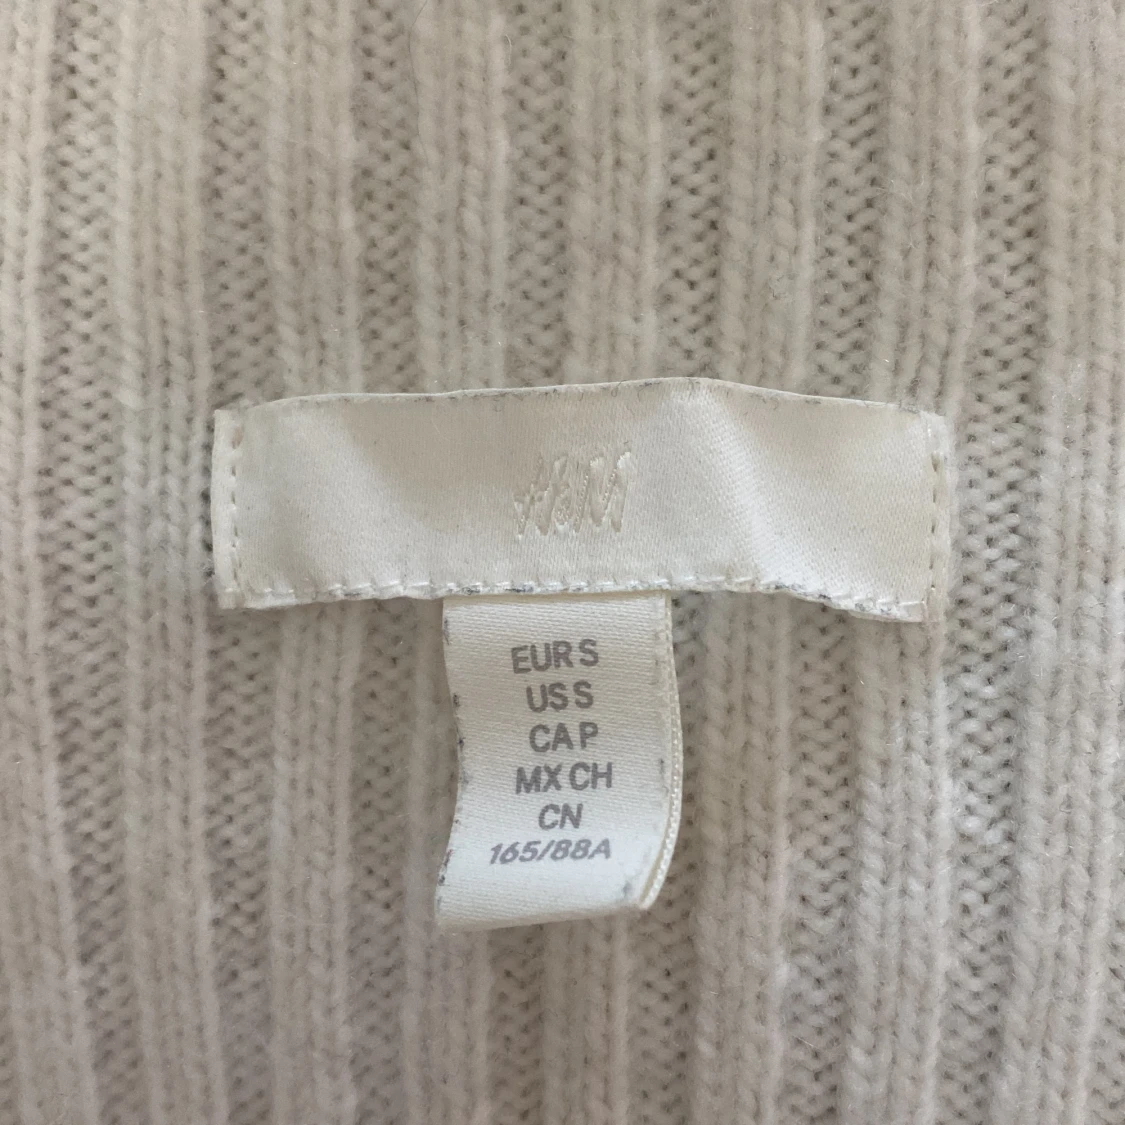 H&M
EUR S
US S
CA P
MX CH
CN
165/88A